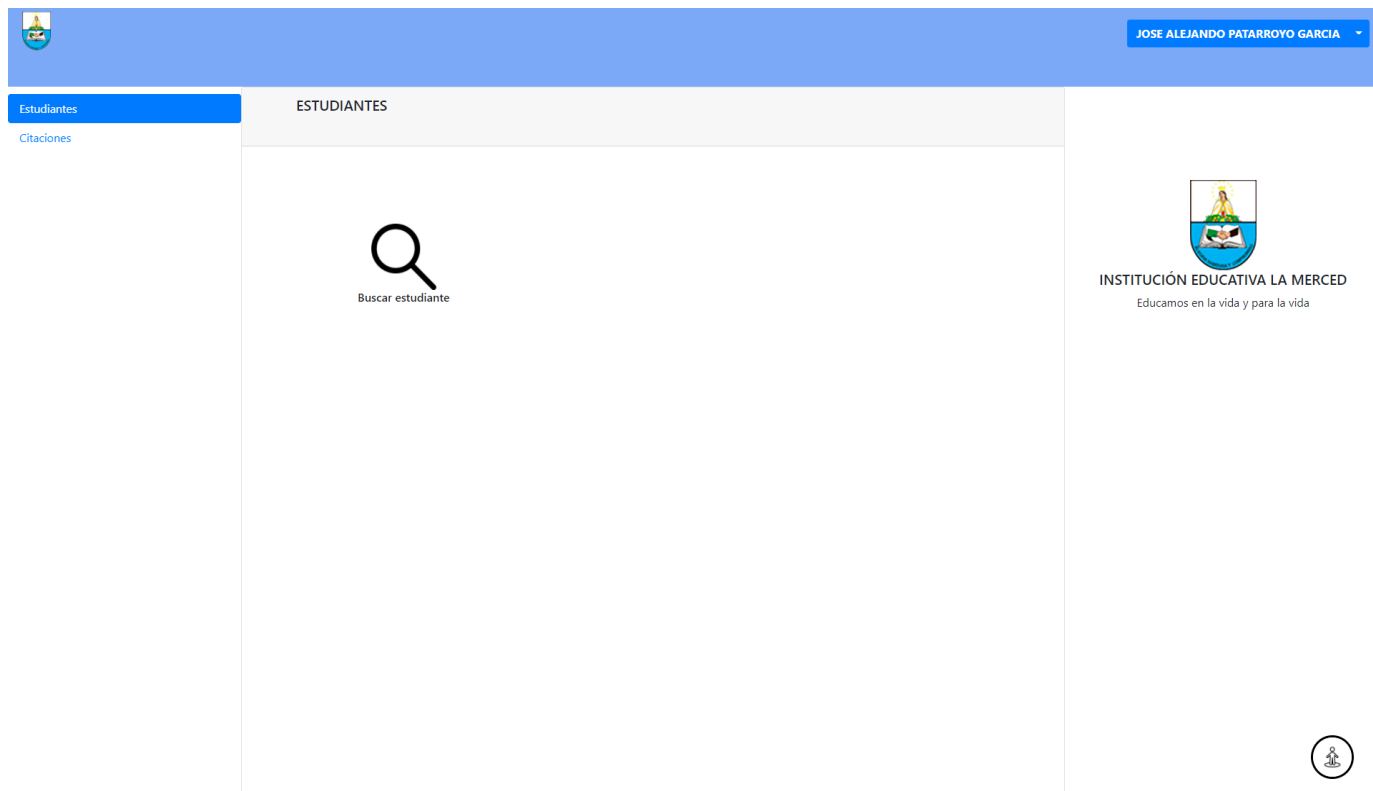 JOSE ALEJANDO PATARROYO GARCIA
Estudiantes
Citaciones
ESTUDIANTES
Buscar estudiante
INSTITUCIÓN EDUCATIVA LA MERCED
Educamos en la vida y para la vida